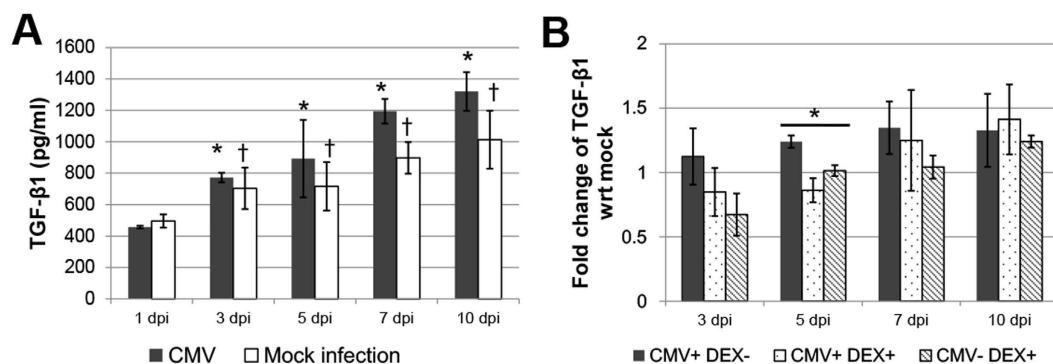 A
TGF-β1 (pg/ml)
1600
1400
1200
1000
800
600
400
200
0
*
†
*
†
*
†
*
†
1 dpi 3 dpi 5 dpi 7 dpi 10 dpi
CMV Mock infection
B
Fold change of TGF-β1
wrt mock
2
1.5
1
0.5
0
*
3 dpi 5 dpi 7 dpi 10 dpi
CMV+ DEX- CMV+ DEX+ CMV- DEX+